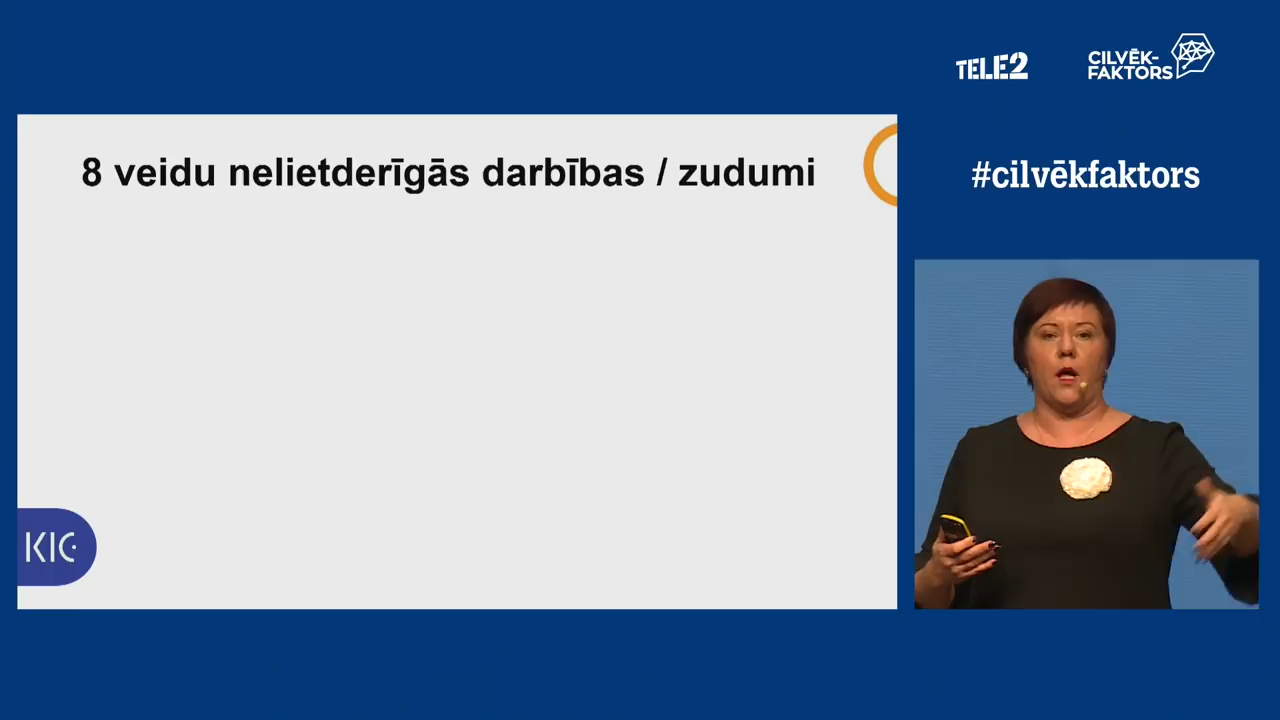 TELE2
CILVĒK-
FAKTORS
8 veidu nelietderīgās darbības / zudumi
#cilvēkfaktors
KIC